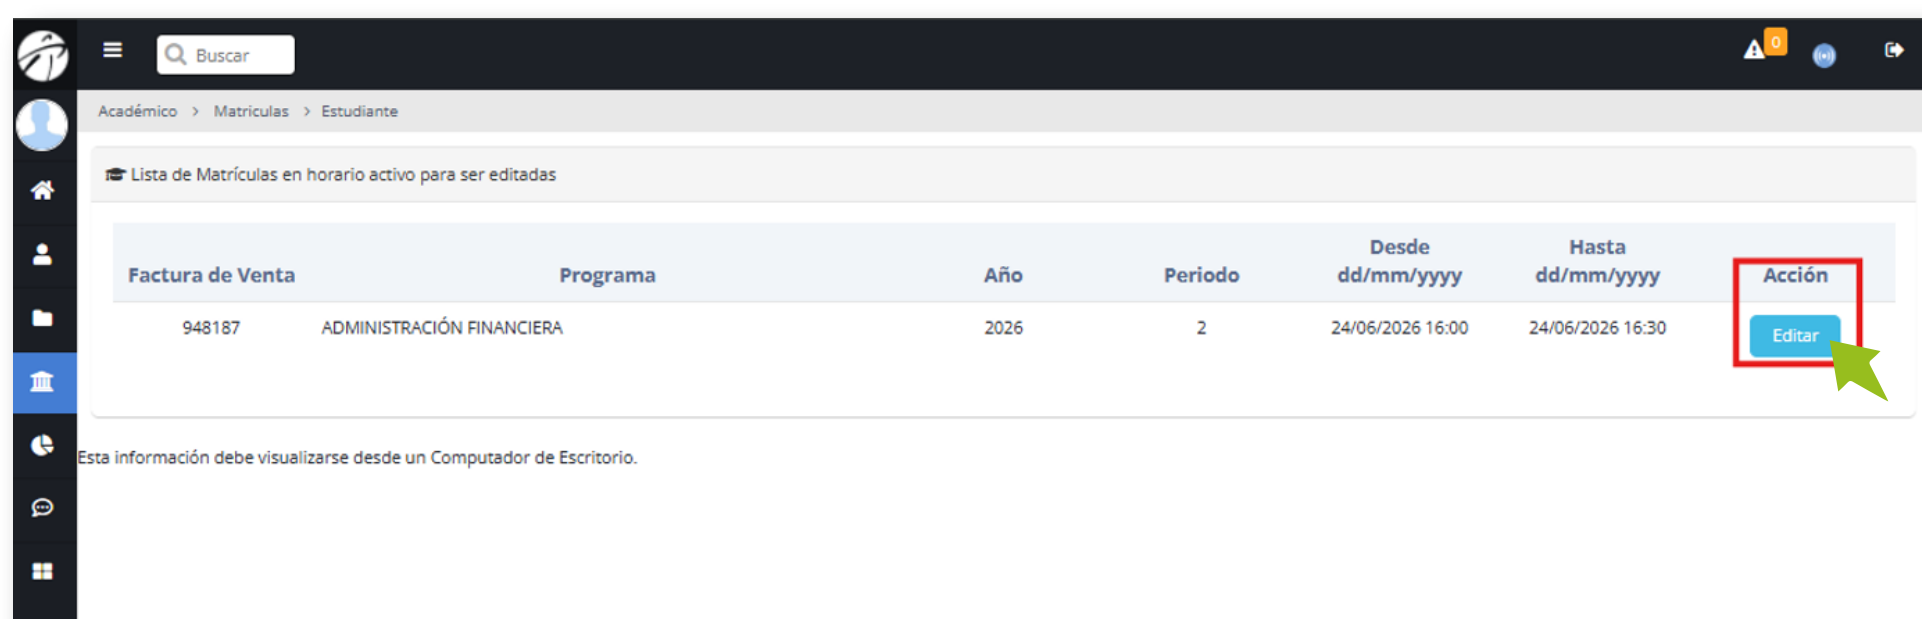 Buscar
0
Académico > Matriculas > Estudiante
Lista de Matrículas en horario activo para ser editadas
Factura de Venta Programa Año Periodo Desde dd/mm/yyyy Hasta dd/mm/yyyy Acción
948187 ADMINISTRACIÓN FINANCIERA 2026 2 24/06/2026 16:00 24/06/2026 16:30 Editar
Esta información debe visualizarse desde un Computador de Escritorio.